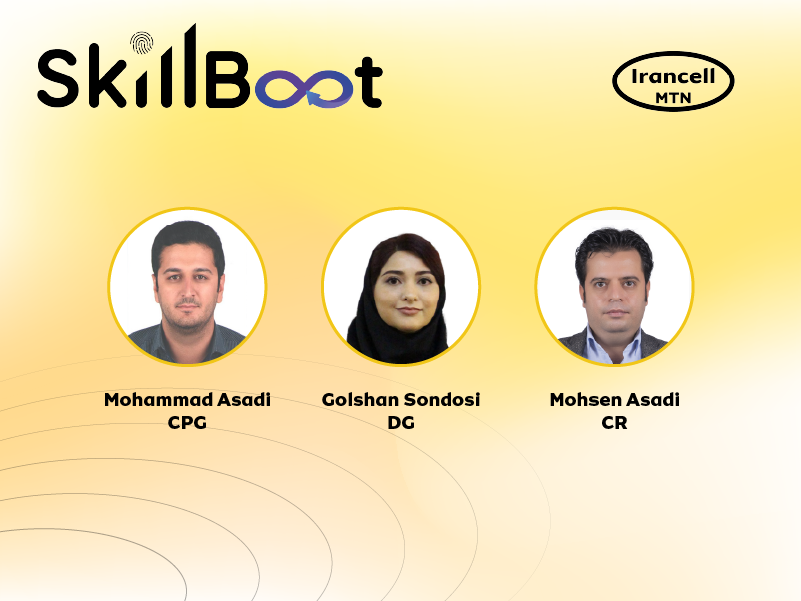 SkillBoot
Irancell
MTN
Mohammad Asadi
CPG
Golshan Sondosi
DG
Mohsen Asadi
CR